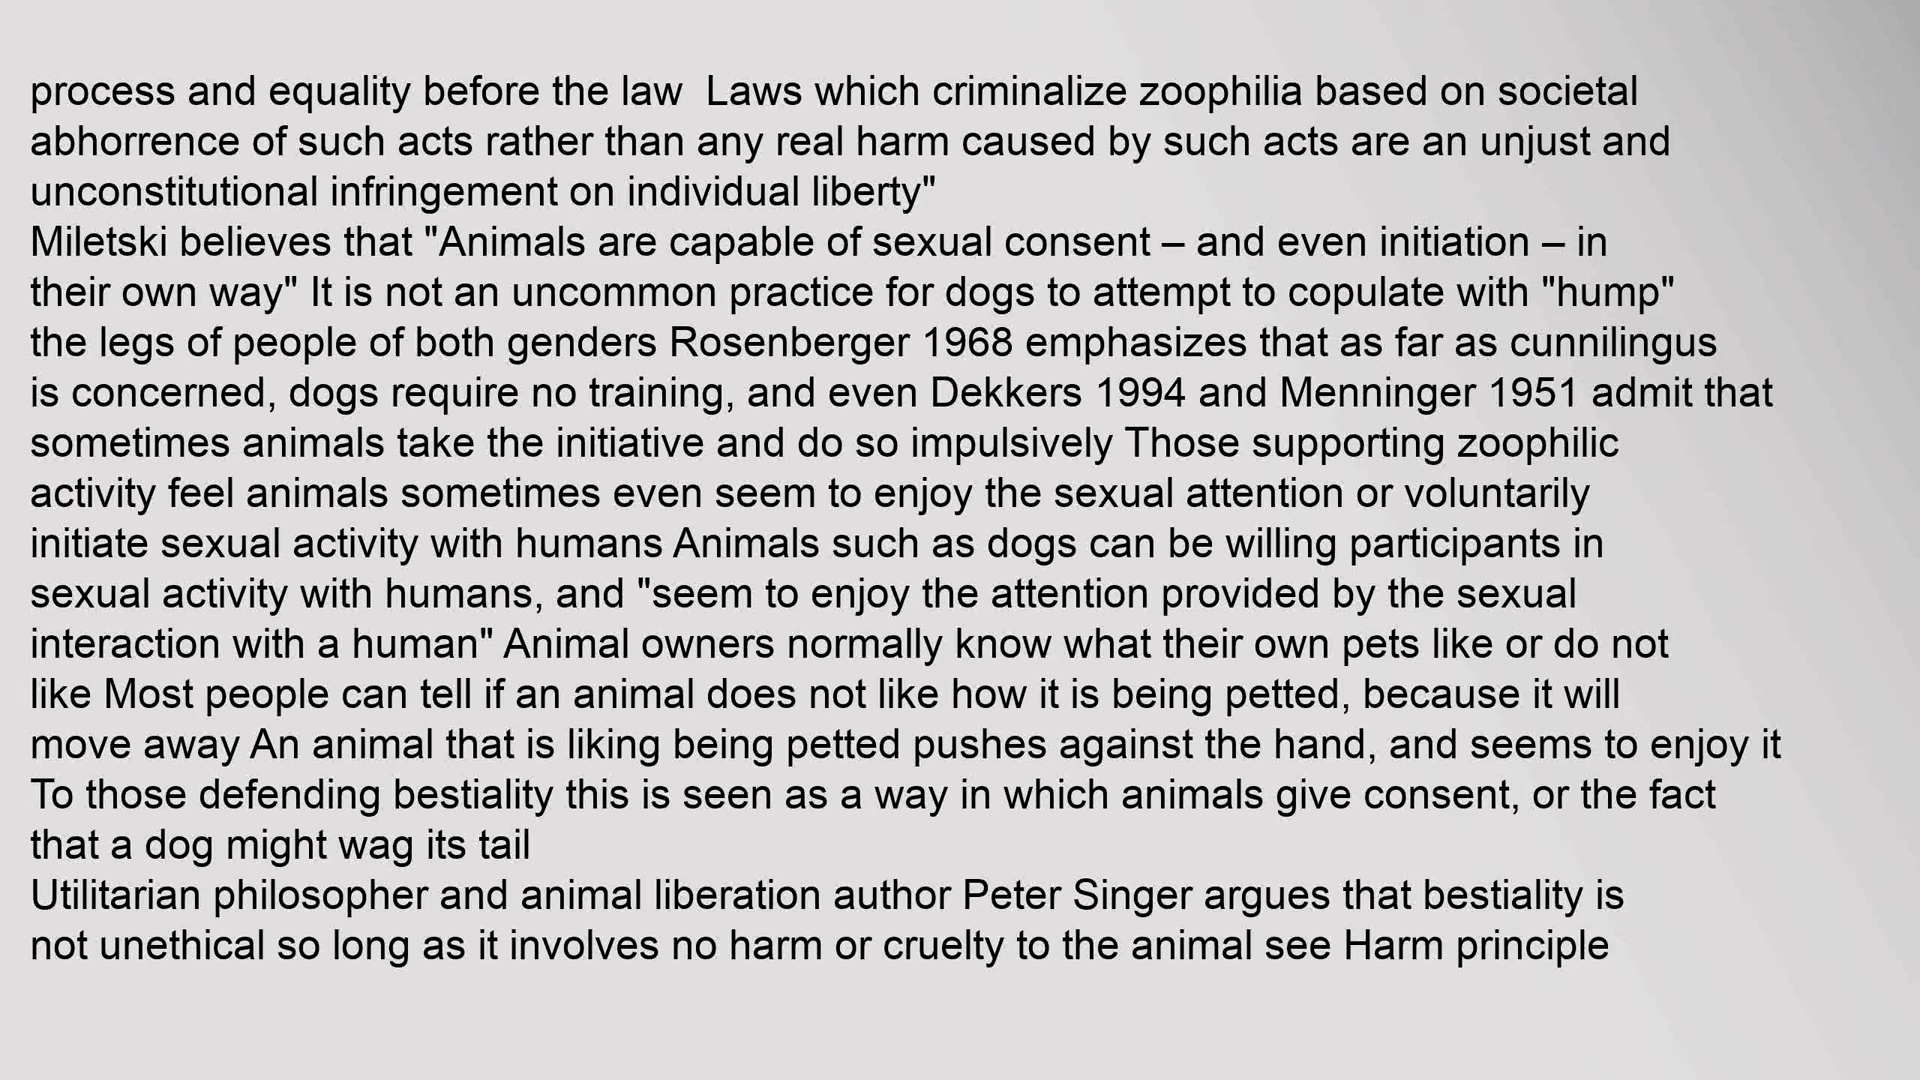 process and equality before the law  Laws which criminalize zoophilia based on societal
abhorrence of such acts rather than any real harm caused by such acts are an unjust and
unconstitutional infringement on individual liberty"
Miletski believes that "Animals are capable of sexual consent – and even initiation – in
their own way" It is not an uncommon practice for dogs to attempt to copulate with "hump"
the legs of people of both genders Rosenberger 1968 emphasizes that as far as cunnilingus
is concerned, dogs require no training, and even Dekkers 1994 and Menninger 1951 admit that
sometimes animals take the initiative and do so impulsively Those supporting zoophilic
activity feel animals sometimes even seem to enjoy the sexual attention or voluntarily
initiate sexual activity with humans Animals such as dogs can be willing participants in
sexual activity with humans, and "seem to enjoy the attention provided by the sexual
interaction with a human" Animal owners normally know what their own pets like or do not
like Most people can tell if an animal does not like how it is being petted, because it will
move away An animal that is liking being petted pushes against the hand, and seems to enjoy it
To those defending bestiality this is seen as a way in which animals give consent, or the fact
that a dog might wag its tail
Utilitarian philosopher and animal liberation author Peter Singer argues that bestiality is
not unethical so long as it involves no harm or cruelty to the animal see Harm principle